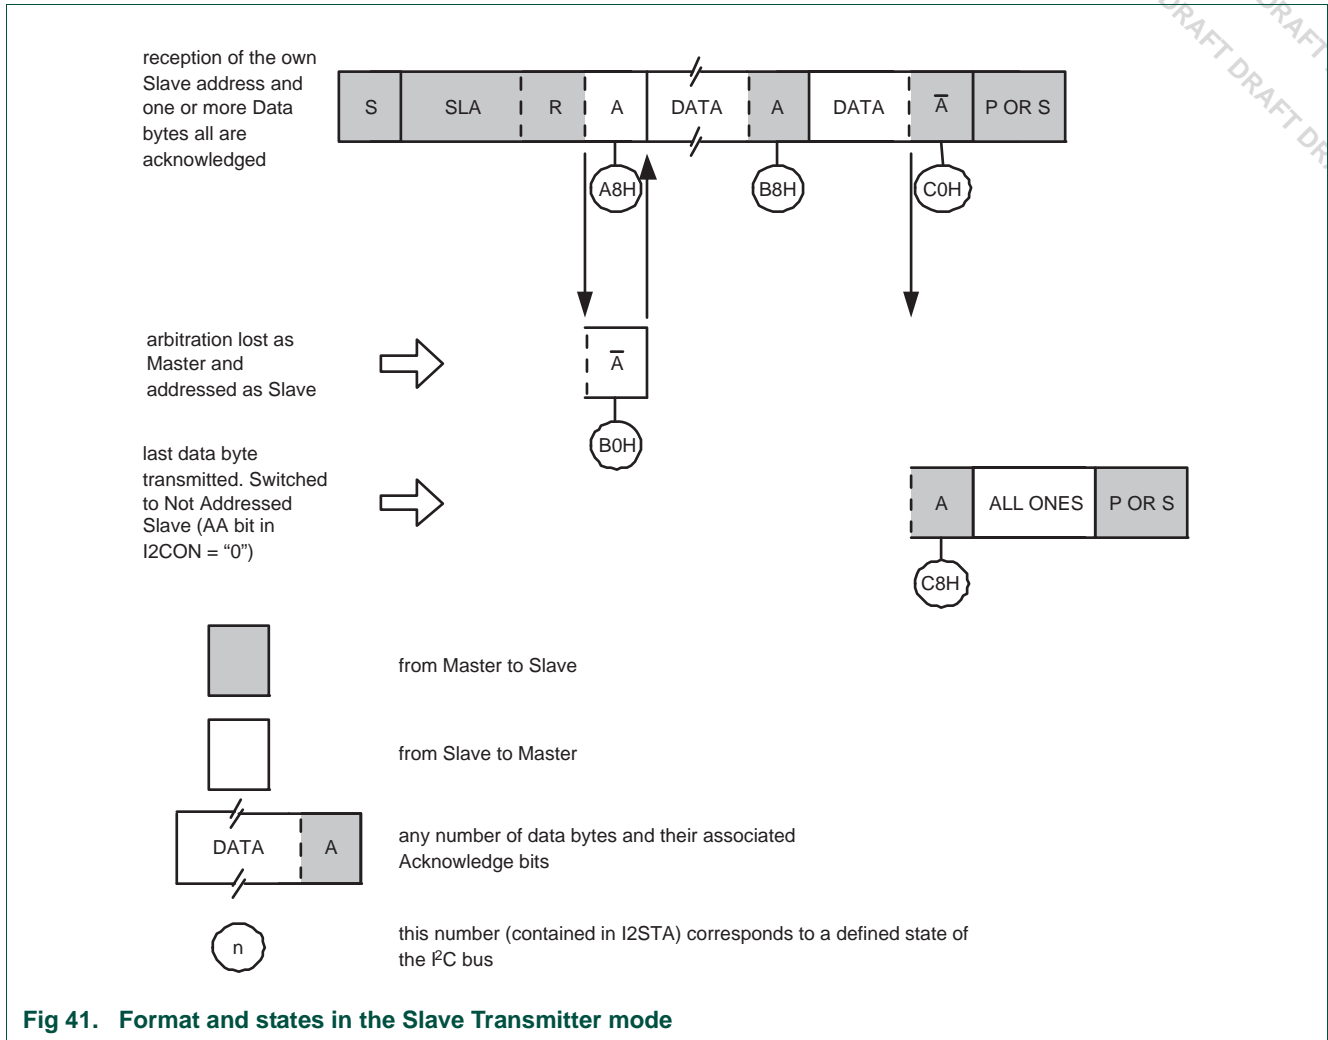 DRAFT
DRAFT DRAFT DRA
reception of the own
Slave address and
one or more Data
bytes all are
acknowledged
S SLA R A DATA A DATA A̅ P OR S
A8H B8H C0H
arbitration lost as
Master and
addressed as Slave
A̅
B0H
last data byte
transmitted. Switched
to Not Addressed
Slave (AA bit in
I2CON = “0”)
A ALL ONES P OR S
C8H
from Master to Slave
from Slave to Master
DATA A
any number of data bytes and their associated
Acknowledge bits
n
this number (contained in I2STA) corresponds to a defined state of
the I²C bus
Fig 41. Format and states in the Slave Transmitter mode